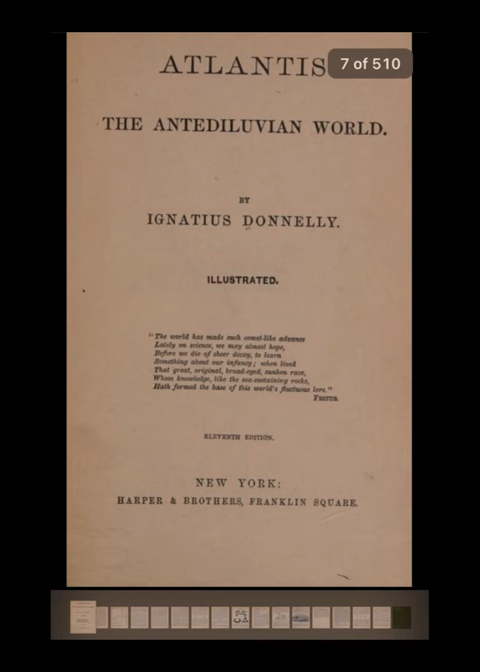 ATLANTIS
7 of 510
THE ANTEDILUVIAN WORLD.
BY
IGNATIUS DONNELLY.
ILLUSTRATED.
"The world has made such comet-like advance
Lately on science, we may almost hope,
Before we die of sheer decay, to learn
Something about our infancy; when lived
That great, original, broad-eyed, sunken race,
Whose knowledge, like the sea-sustaining rocks,
Hath formed the base of this world's fluctuous lore."
FESTUS.
ELEVENTH EDITION.
NEW YORK:
HARPER & BROTHERS, FRANKLIN SQUARE.